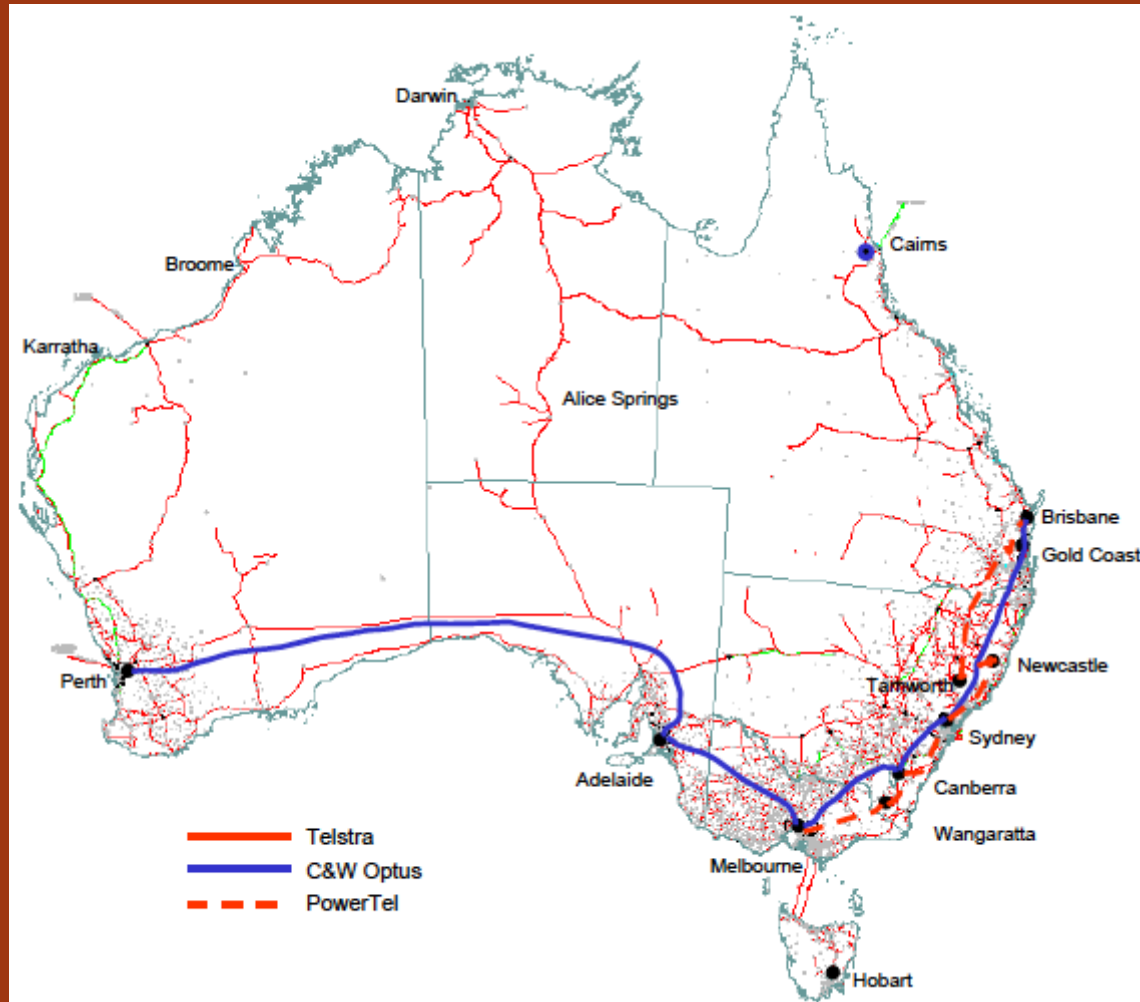 Darwin
Cairns
Broome
Karratha
Alice Springs
Brisbane
Gold Coast
Newcastle
Perth
Tamworth
Sydney
Adelaide
Canberra
Wangaratta
Telstra
Melbourne
C&W Optus
PowerTel
Hobart